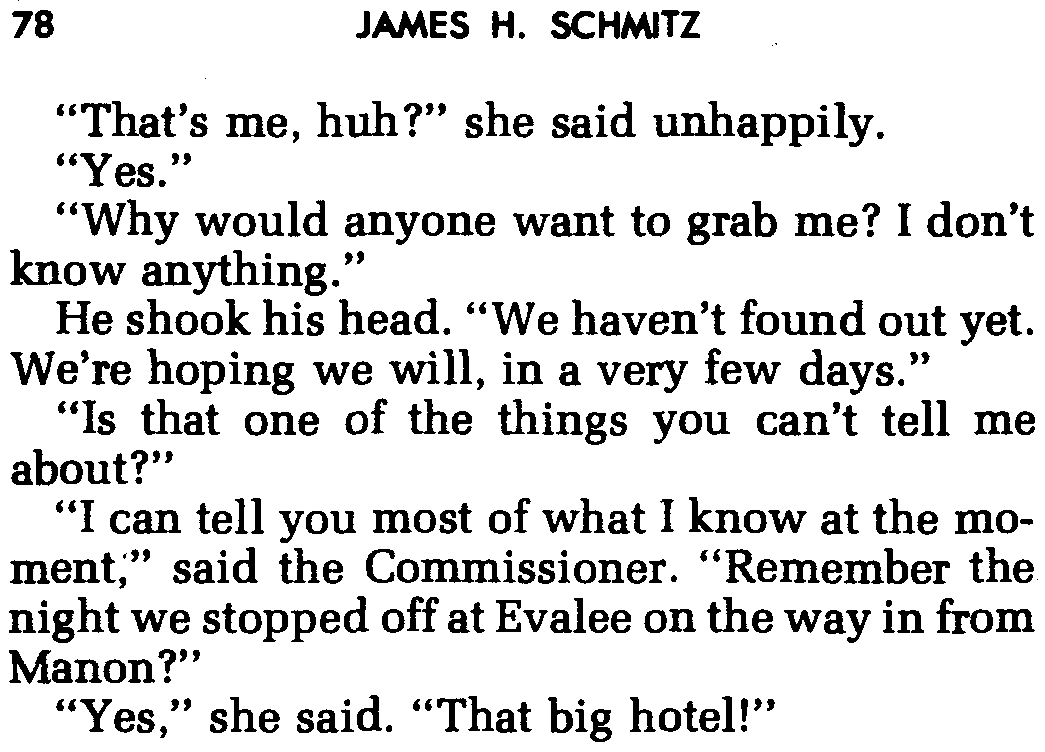 78 JAMES H. SCHMITZ
“That’s me, huh?” she said unhappily.
“Yes.”
“Why would anyone want to grab me? I don’t
know anything.”
He shook his head. “We haven’t found out yet.
We’re hoping we will, in a very few days.”
“Is that one of the things you can’t tell me
about?”
“I can tell you most of what I know at the mo-
ment,” said the Commissioner. “Remember the
night we stopped off at Evalee on the way in from
Manon?”
“Yes,” she said. “That big hotel!”